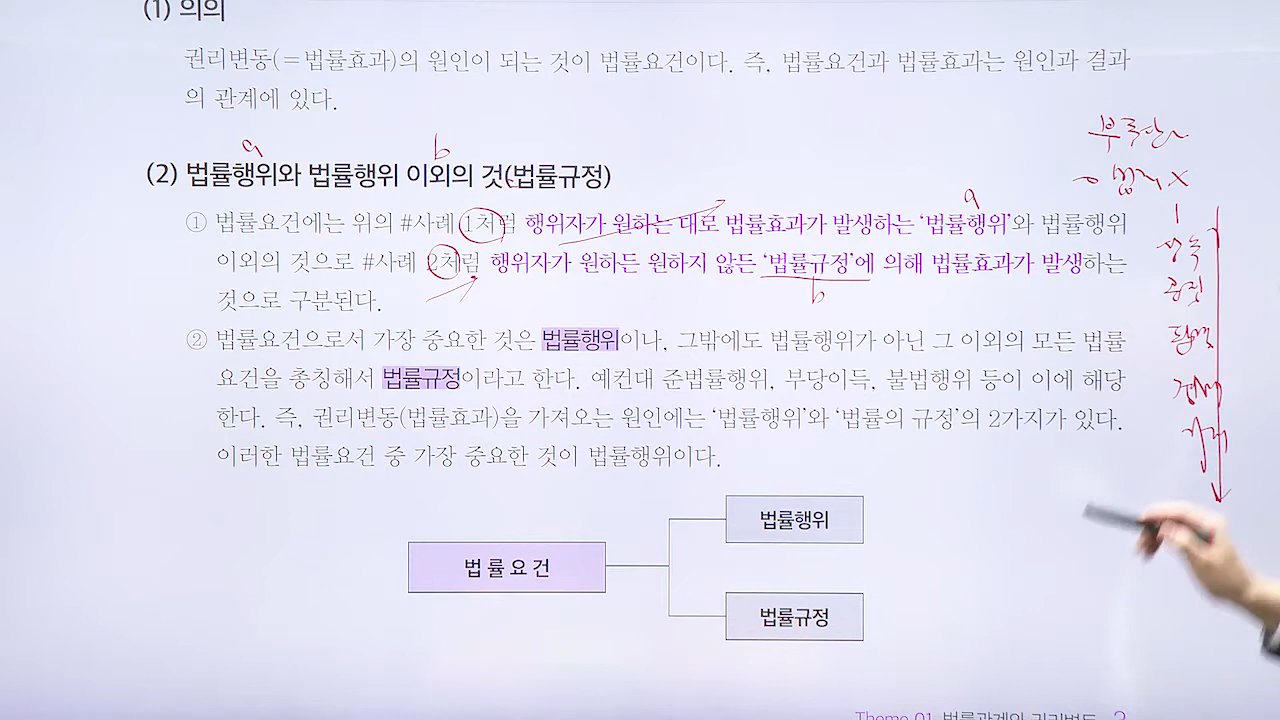 (1) 의의
권리변동(=법률효과)의 원인이 되는 것이 법률요건이다. 즉, 법률요건과 법률효과는 원인과 결과
의 관계에 있다.
a b
(2) 법률행위와 법률행위 이외의 것(법률규정)
a
① 법률요건에는 위의 #사례 1처럼 행위자가 원하는 대로 법률효과가 발생하는 ‘법률행위’와 법률행위
이외의 것으로 #사례 2처럼 행위자가 원하든 원하지 않든 ‘법률규정’에 의해 법률효과가 발생하는
b
것으로 구분된다.
② 법률요건으로서 가장 중요한 것은 법률행위이나, 그밖에도 법률행위가 아닌 그 이외의 모든 법률
요건을 총칭해서 법률규정이라고 한다. 예컨대 준법률행위, 부당이득, 불법행위 등이 이에 해당
한다. 즉, 권리변동(법률효과)을 가져오는 원인에는 ‘법률행위’와 ‘법률의 규정’의 2가지가 있다.
이러한 법률요건 중 가장 중요한 것이 법률행위이다.
법률행위
법 률 요 건
법률규정
Theme 01 법률관계와 권리변동 3